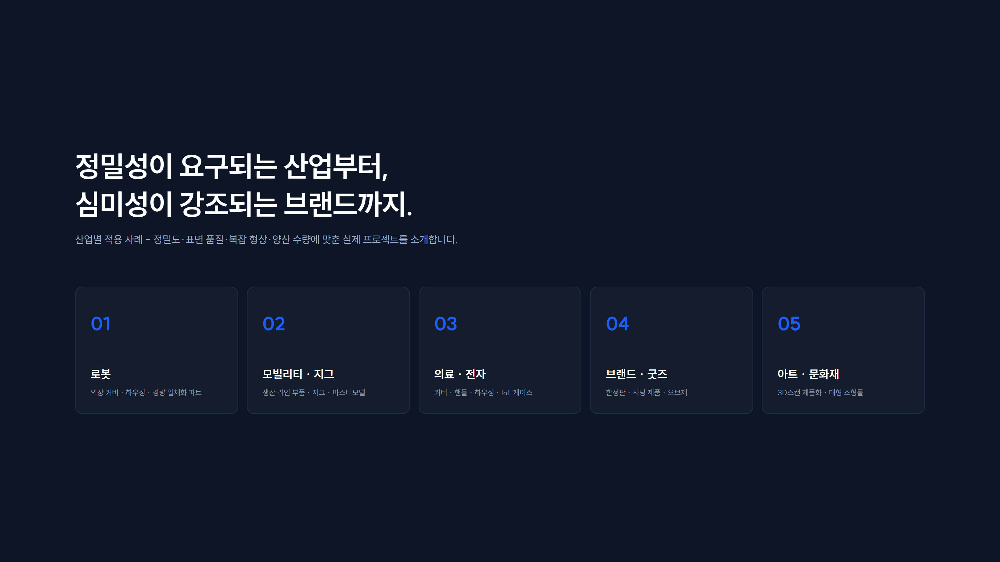 정밀성이 요구되는 산업부터,
심미성이 강조되는 브랜드까지.
산업별 적용 사례 – 정밀도·표면 품질·복잡 형상·양산 수량에 맞춘 실제 프로젝트를 소개합니다.
01
로봇
외장 커버 · 하우징 · 경량 일체화 파트
02
모빌리티 · 지그
생산 라인 부품 · 지그 · 마스터모델
03
의료 · 전자
커버 · 핸들 · 하우징 · IoT 케이스
04
브랜드 · 굿즈
한정판 · 시딩 제품 · 오브제
05
아트 · 문화재
3D스캔 제품화 · 대형 조형물